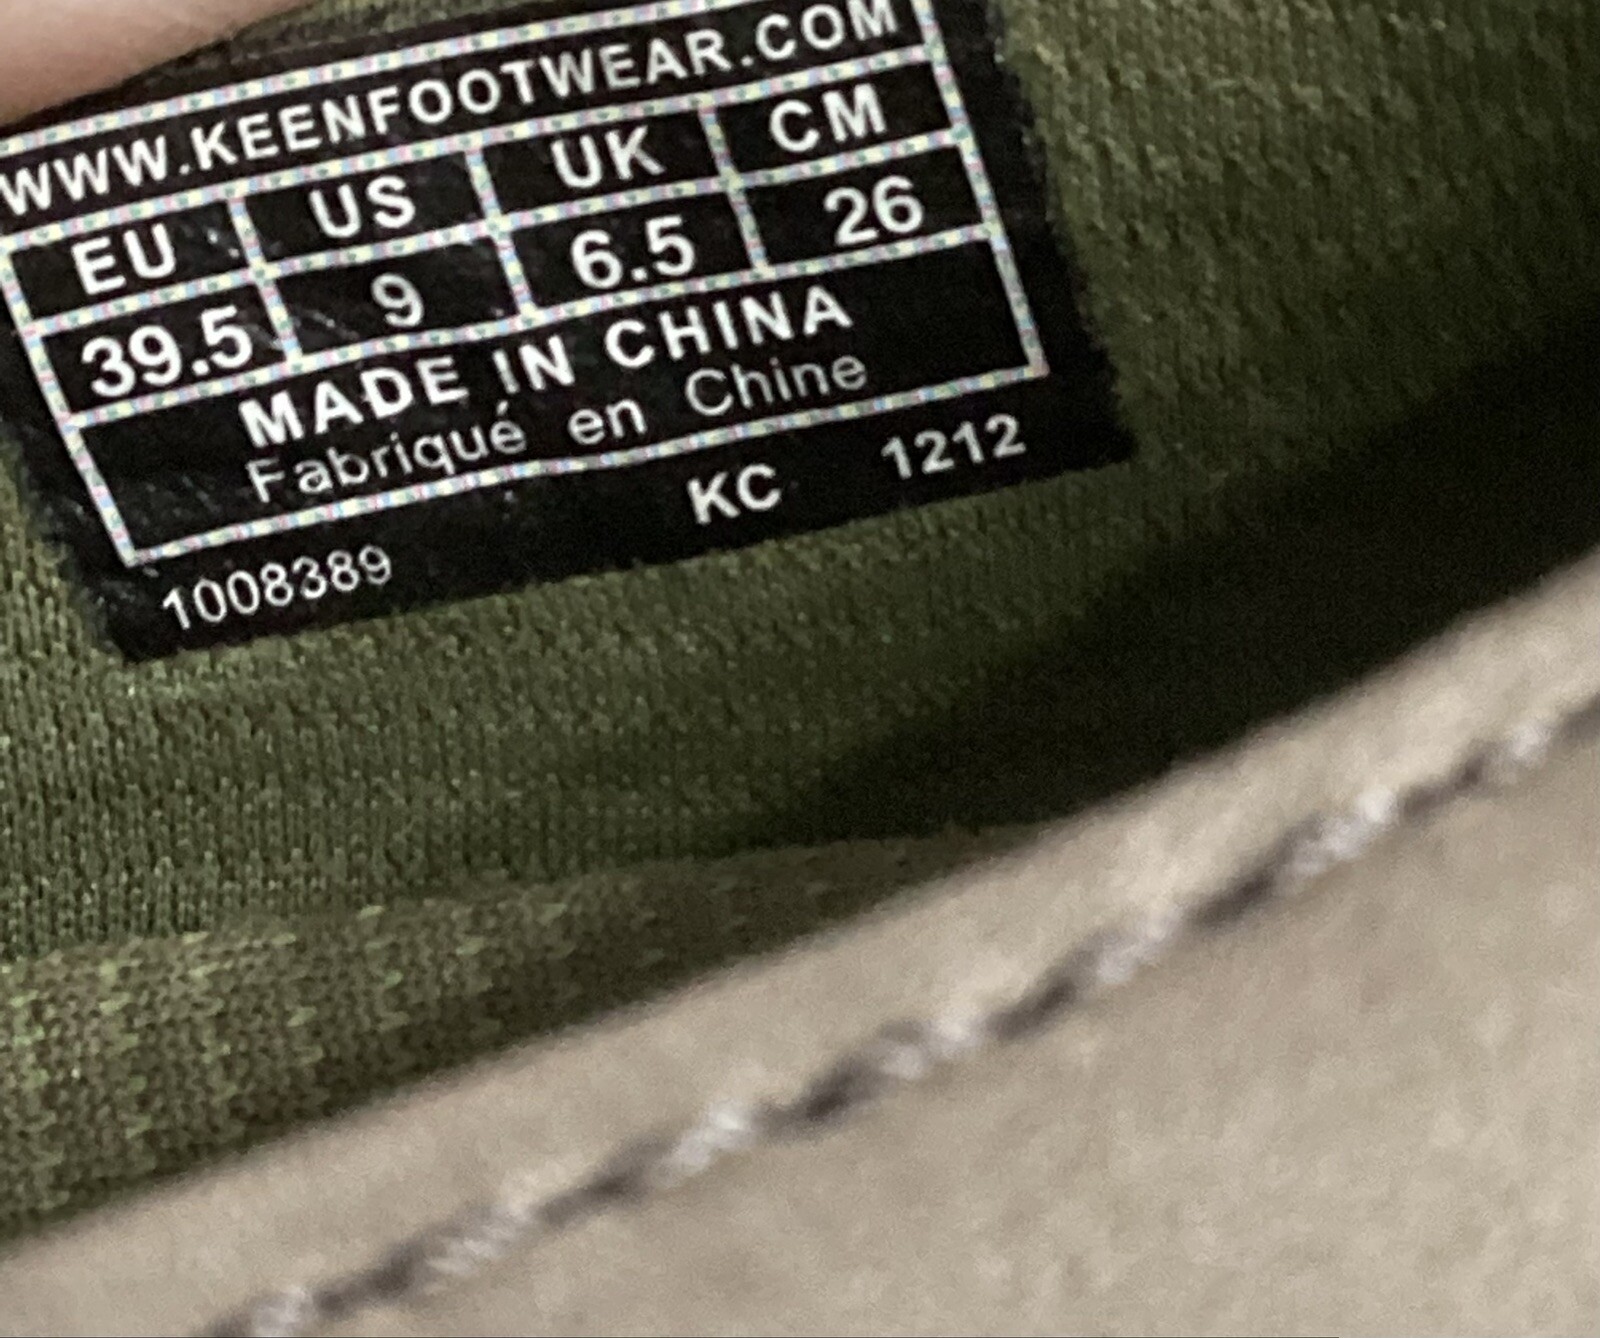 WWW.KEENFOOTWEAR.COM
EU US UK CM
39.5 9 6.5 26
MADE IN CHINA
Fabriqué en Chine
1008389 KC 1212